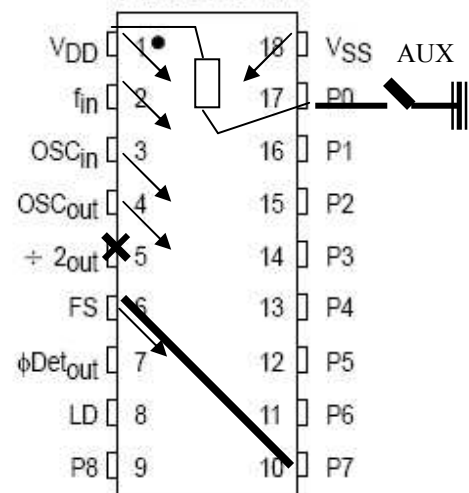 VDD 1 18 VSS AUX
fin 2 17 P0
OSCin 3 16 P1
OSCout 4 15 P2
÷ 2out 5 14 P3
FS 6 13 P4
ϕDetout 7 12 P5
LD 8 11 P6
P8 9 10 P7